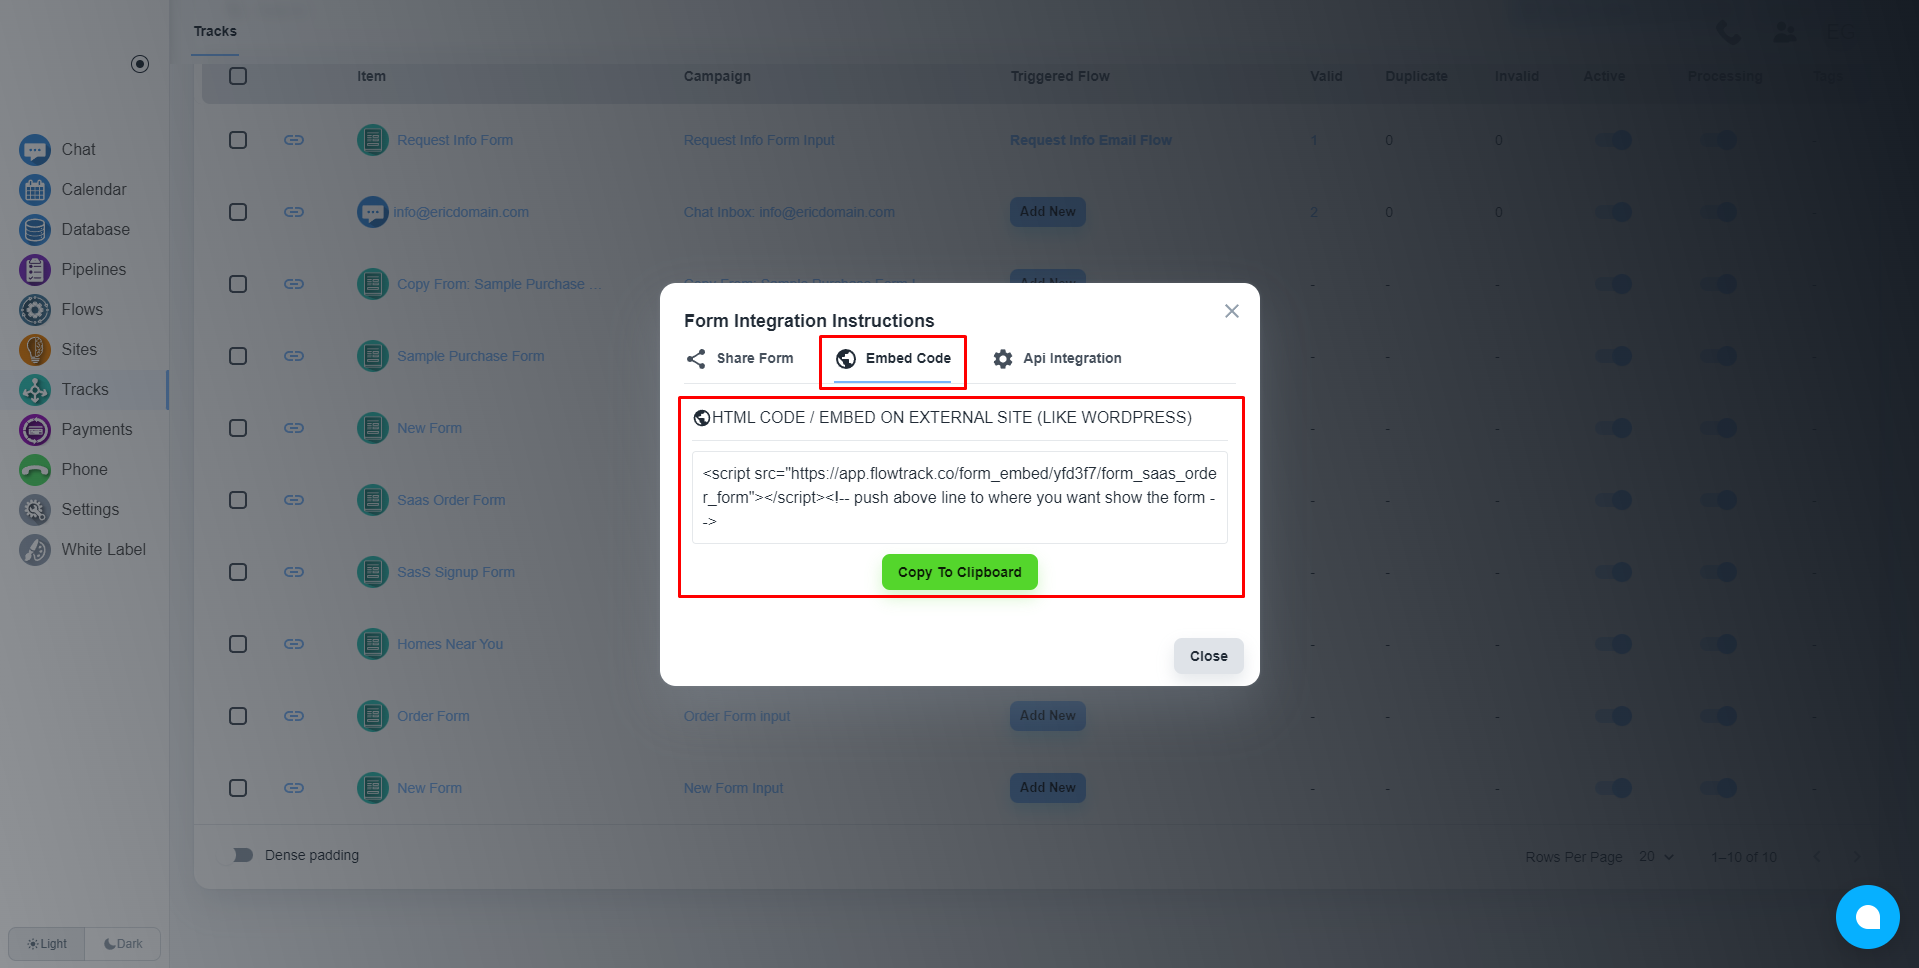 Tracks
Item Campaign Triggered Flow Valid Duplicate Invalid Active Processing
Request Info Form Request Info Form Input Request Info Email Flow 1 0 0
info@ericdomain.com Chat Inbox: info@ericdomain.com Add New 2 0 0
Copy From: Sample Purchase ... Add New - - -
Sample Purchase Form - - -
New Form - - -
Saas Order Form - - -
SasS Signup Form - - -
Homes Near You - - -
Order Form Order Form input Add New - - -
New Form New Form Input Add New - - -
Dense padding
Rows Per Page 20 1–10 of 10
Chat
Calendar
Database
Pipelines
Flows
Sites
Tracks
Payments
Phone
Settings
White Label
Light Dark
Form Integration Instructions
Share Form Embed Code Api Integration
HTML CODE / EMBED ON EXTERNAL SITE (LIKE WORDPRESS)
<script src="https://app.flowtrack.co/form_embed/yfd3f7/form_saas_orde
r_form"></script><!-- push above line to where you want show the form -
->
Copy To Clipboard
Close